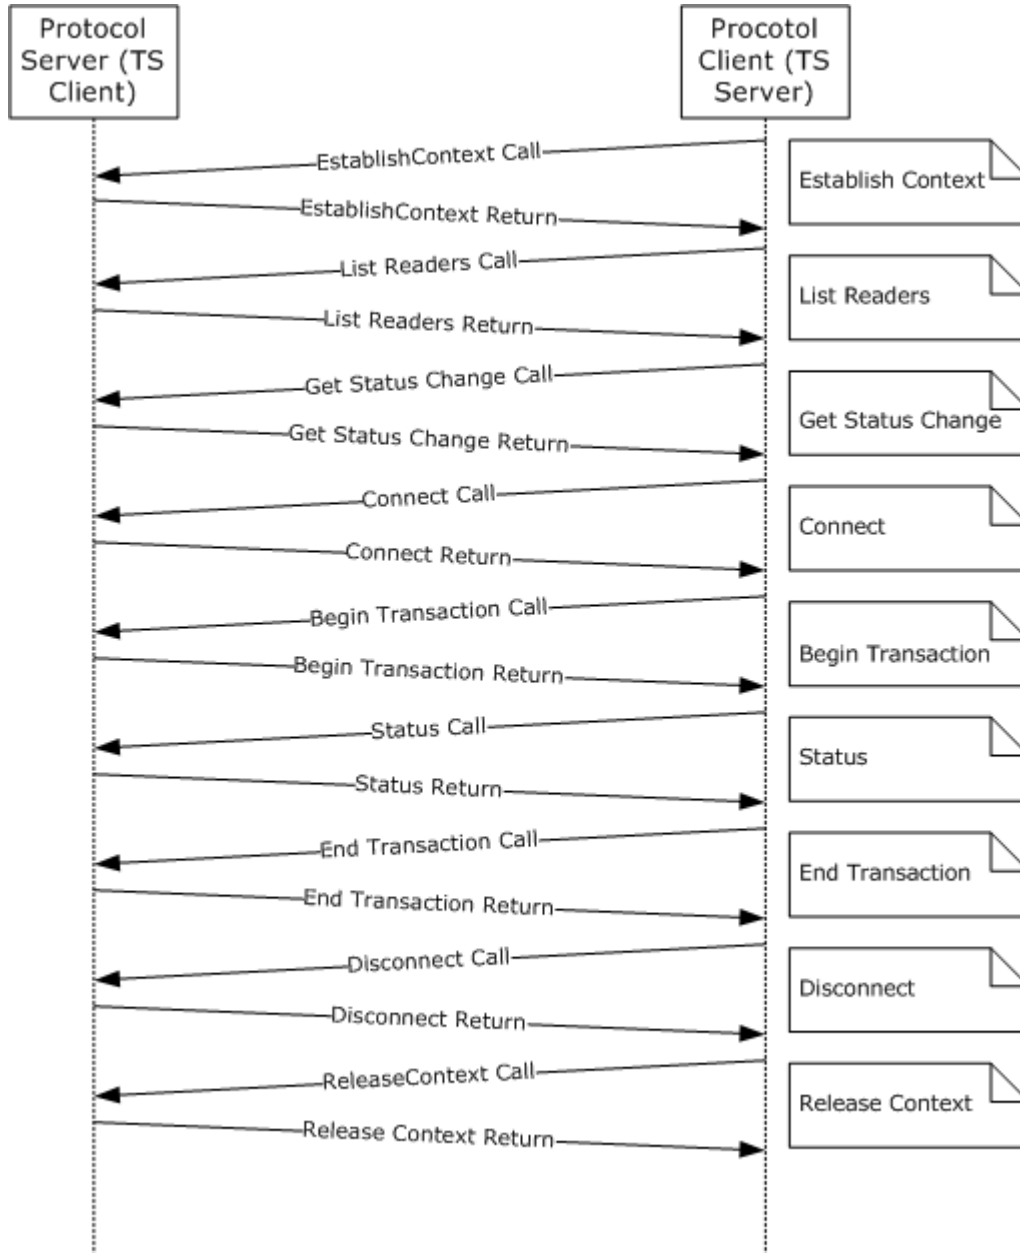 Protocol
Server (TS
Client)
Procotol
Client (TS
Server)
EstablishContext Call
Establish Context
EstablishContext Return
List Readers Call
List Readers
List Readers Return
Get Status Change Call
Get Status Change
Get Status Change Return
Connect Call
Connect
Connect Return
Begin Transaction Call
Begin Transaction
Begin Transaction Return
Status Call
Status
Status Return
End Transaction Call
End Transaction
End Transaction Return
Disconnect Call
Disconnect
Disconnect Return
ReleaseContext Call
Release Context
Release Context Return